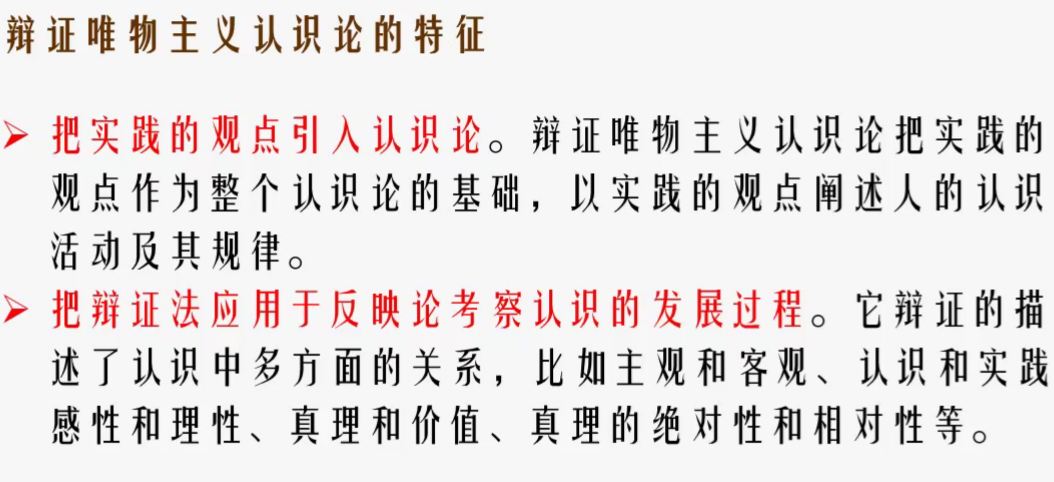 辩证唯物主义认识论的特征
➢ 把实践的观点引入认识论。辩证唯物主义认识论把实践的
观点作为整个认识论的基础，以实践的观点阐述人的认识
活动及其规律。
➢ 把辩证法应用于反映论考察认识的发展过程。它辩证的描
述了认识中多方面的关系，比如主观和客观、认识和实践
感性和理性、真理和价值、真理的绝对性和相对性等。